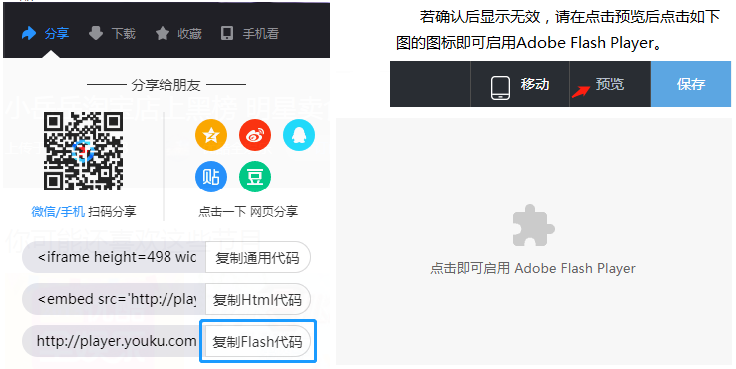 分享
下载
收藏
手机看
分享给朋友
贴
豆
微信/手机 扫码分享
点击一下 网页分享
<iframe height=498 wic
复制通用代码
<embed src='http://play
复制Html代码
http://player.youku.com
复制Flash代码
若确认后显示无效，请在点击预览后点击如下
图的图标即可启用Adobe Flash Player。
移动
预览
保存
点击即可启用 Adobe Flash Player